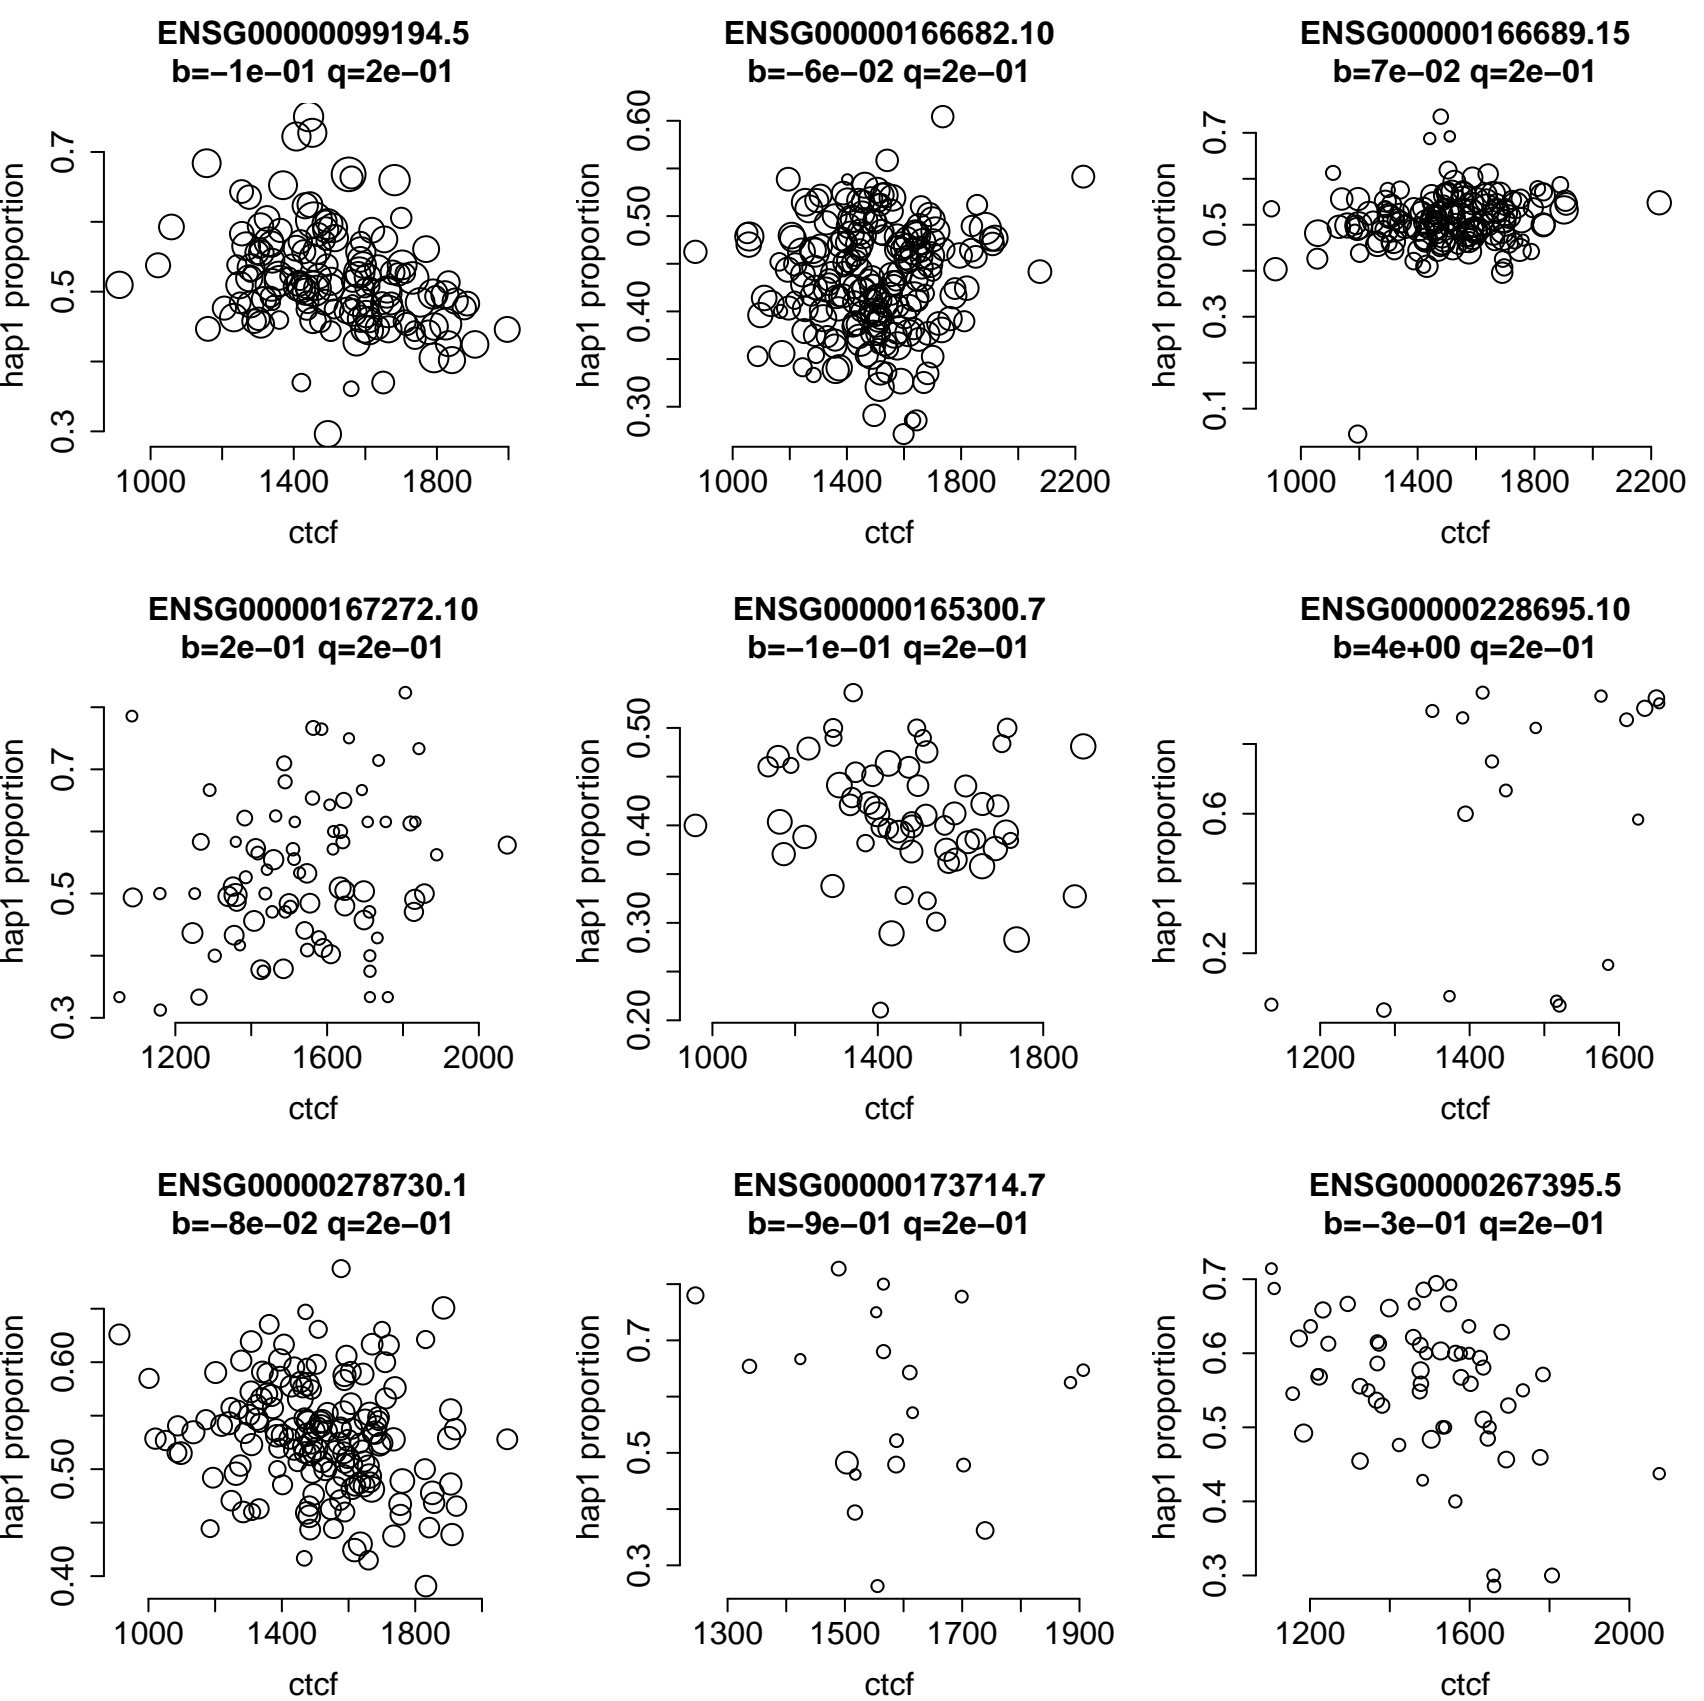 ENSG00000099194.5
b=−1e−01 q=2e−01
hap1 proportion
0.3 0.5 0.7
1000 1400 1800
ctcf
ENSG00000166682.10
b=−6e−02 q=2e−01
hap1 proportion
0.30 0.40 0.50 0.60
1000 1400 1800 2200
ctcf
ENSG00000166689.15
b=7e−02 q=2e−01
hap1 proportion
0.1 0.3 0.5 0.7
1000 1400 1800 2200
ctcf
ENSG00000167272.10
b=2e−01 q=2e−01
hap1 proportion
0.3 0.5 0.7
1200 1600 2000
ctcf
ENSG00000165300.7
b=−1e−01 q=2e−01
hap1 proportion
0.20 0.30 0.40 0.50
1000 1400 1800
ctcf
ENSG00000228695.10
b=4e+00 q=2e−01
hap1 proportion
0.2 0.6
1200 1400 1600
ctcf
ENSG00000278730.1
b=−8e−02 q=2e−01
hap1 proportion
0.40 0.50 0.60
1000 1400 1800
ctcf
ENSG00000173714.7
b=−9e−01 q=2e−01
hap1 proportion
0.3 0.5 0.7
1300 1500 1700 1900
ctcf
ENSG00000267395.5
b=−3e−01 q=2e−01
hap1 proportion
0.3 0.4 0.5 0.6 0.7
1200 1600 2000
ctcf